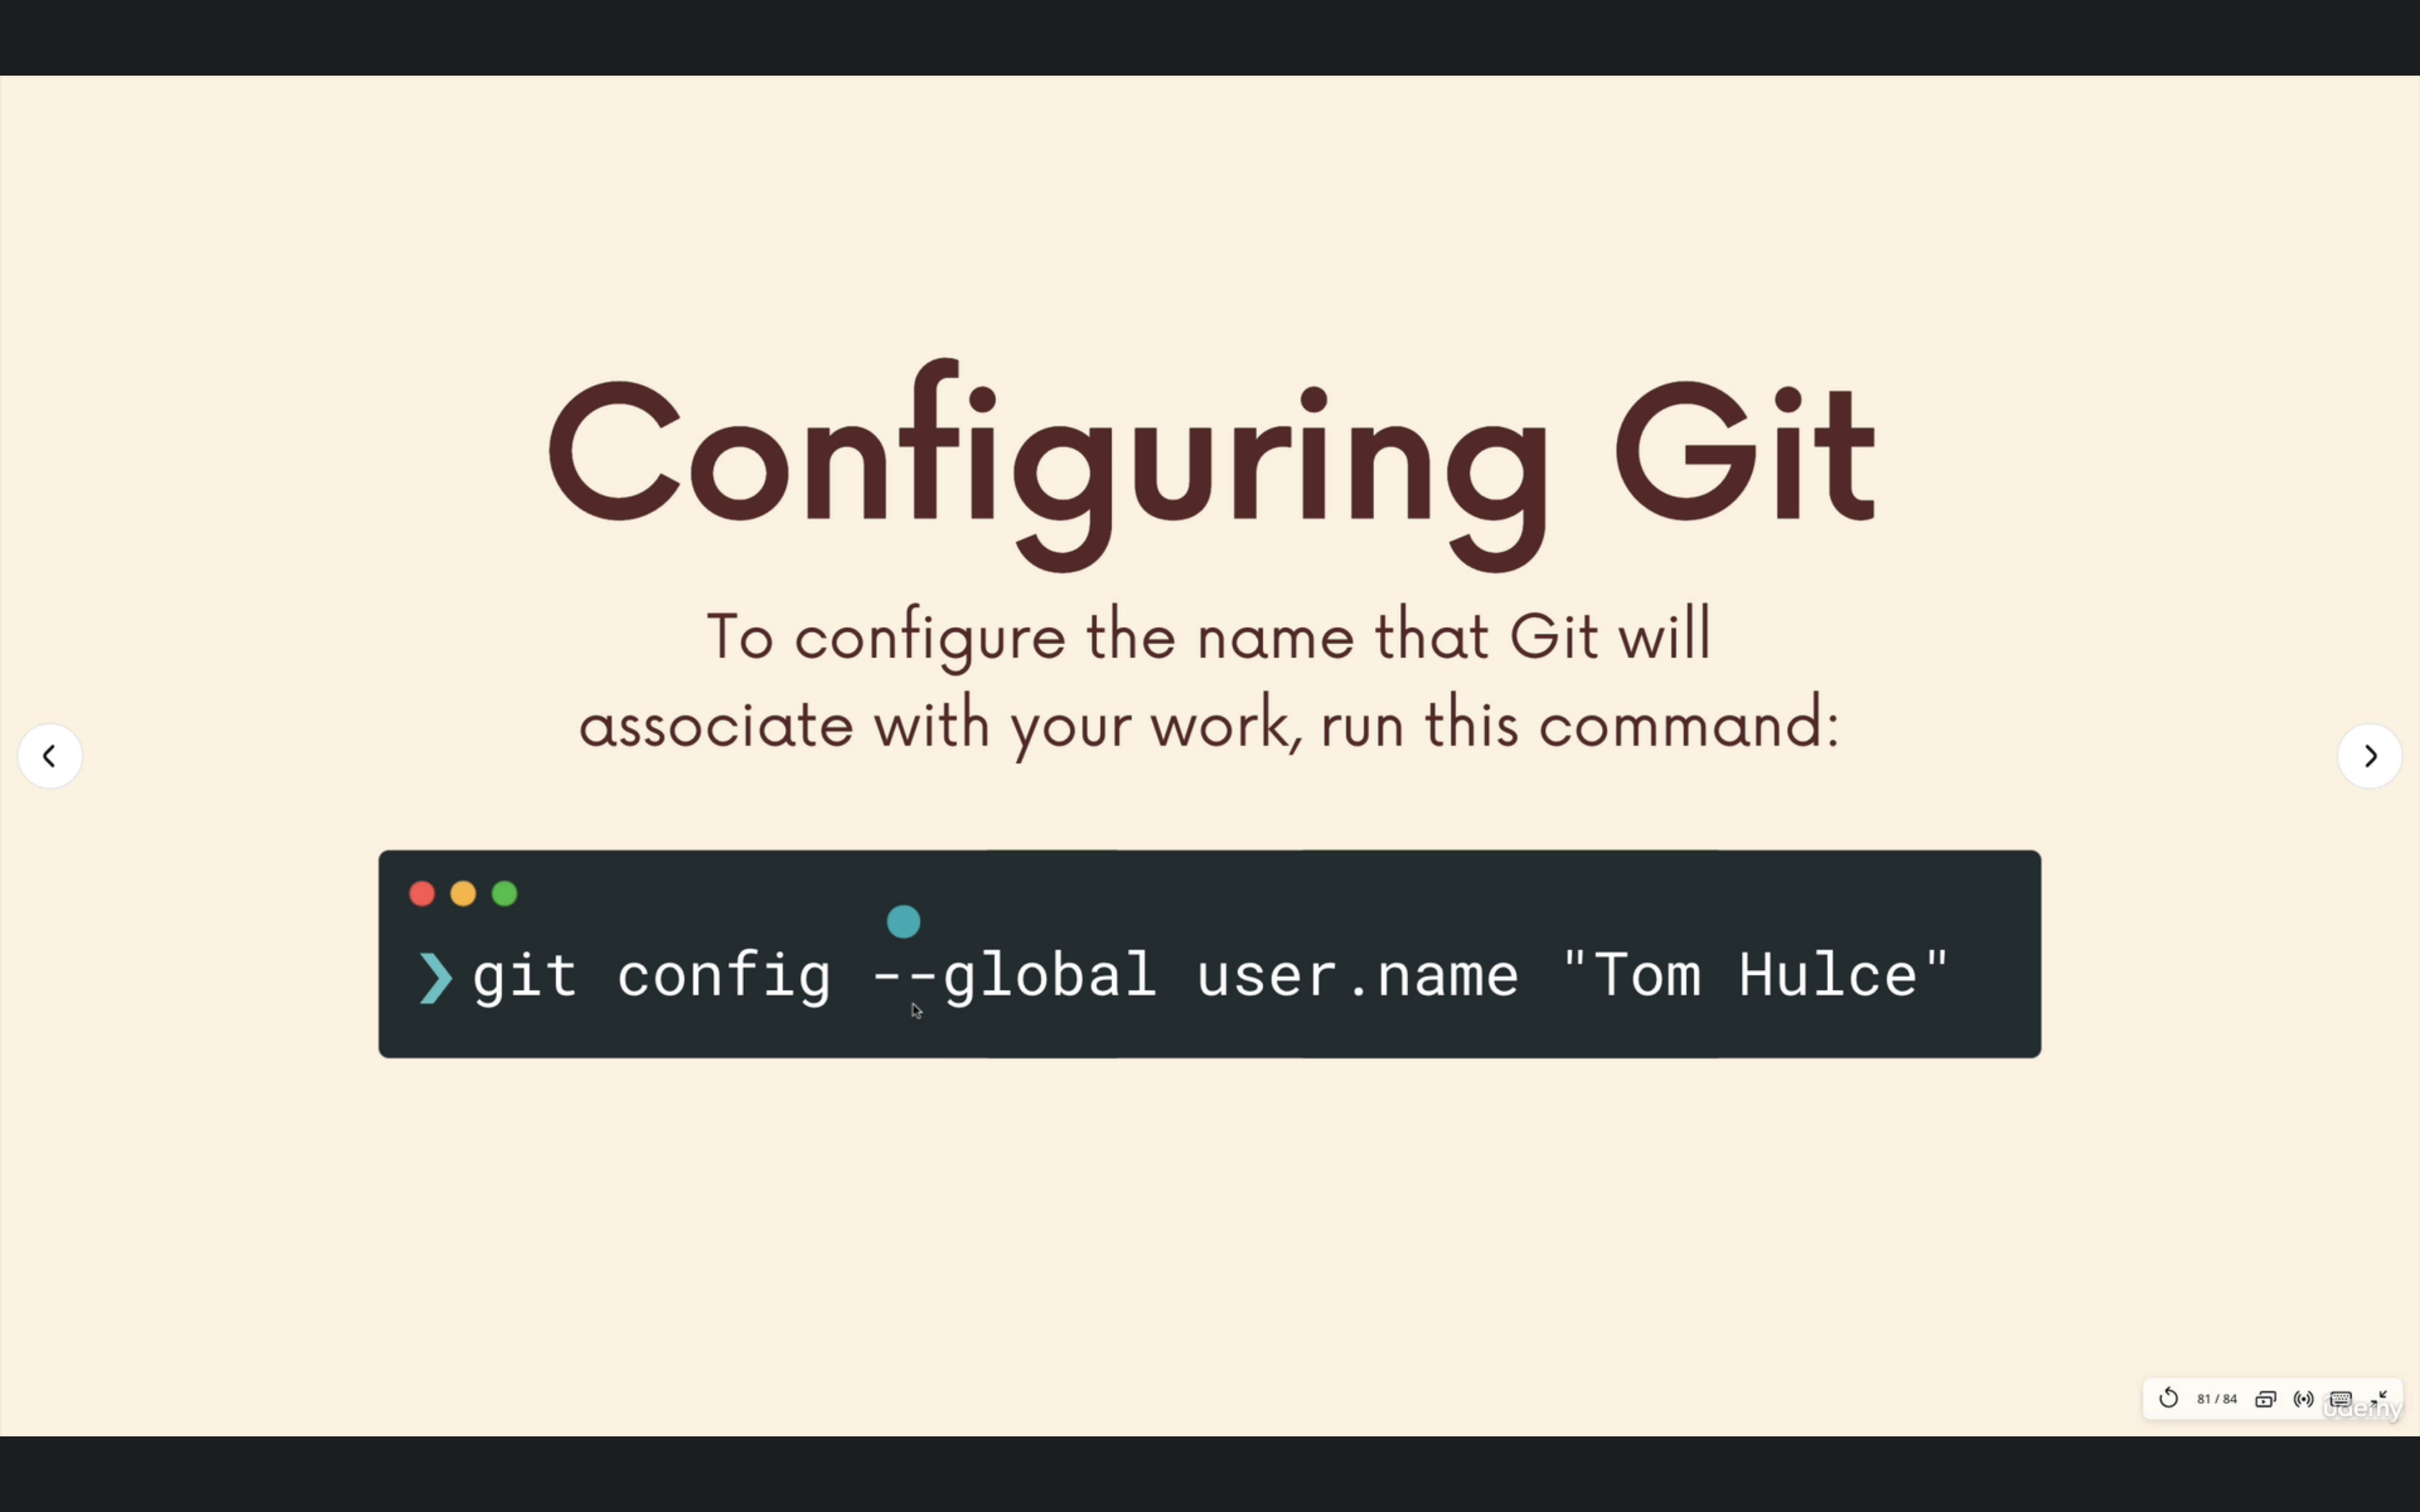 Configuring Git
To configure the name that Git will
associate with your work, run this command:
❯ git config --global user.name "Tom Hulce"
81 / 84
udemy